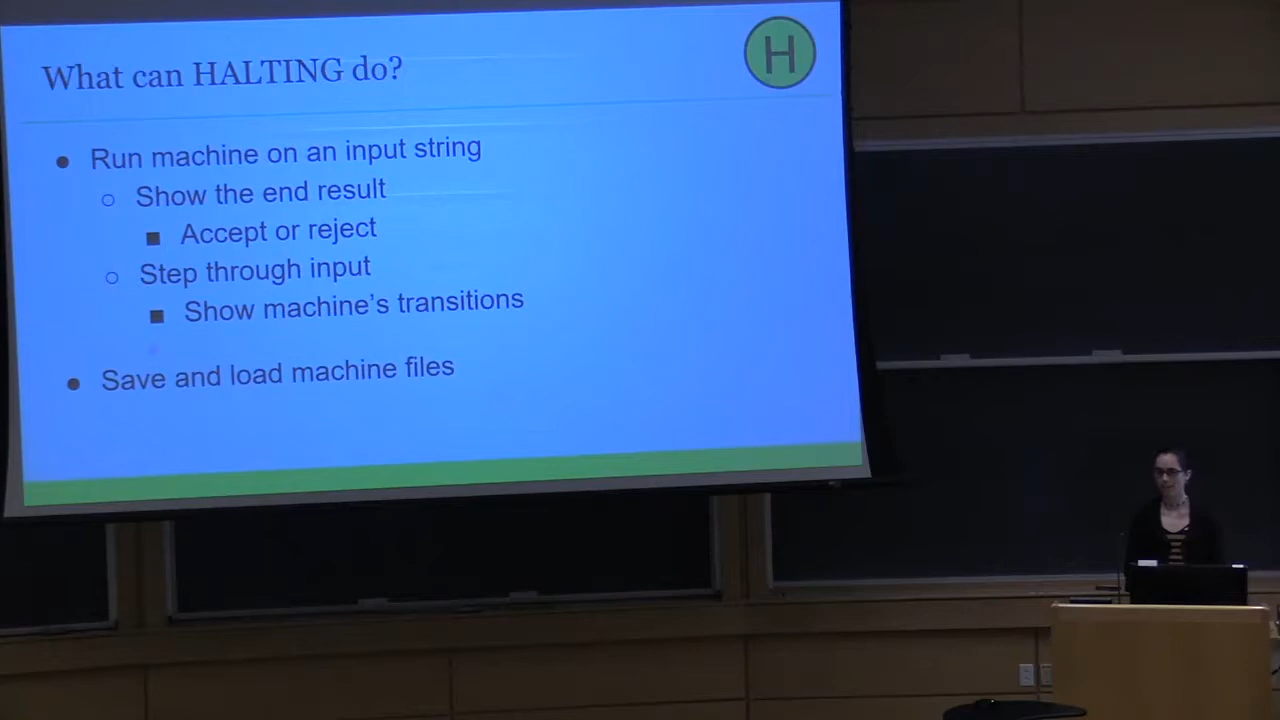 What can HALTING do?
H
● Run machine on an input string
○ Show the end result
■ Accept or reject
○ Step through input
■ Show machine's transitions
● Save and load machine files